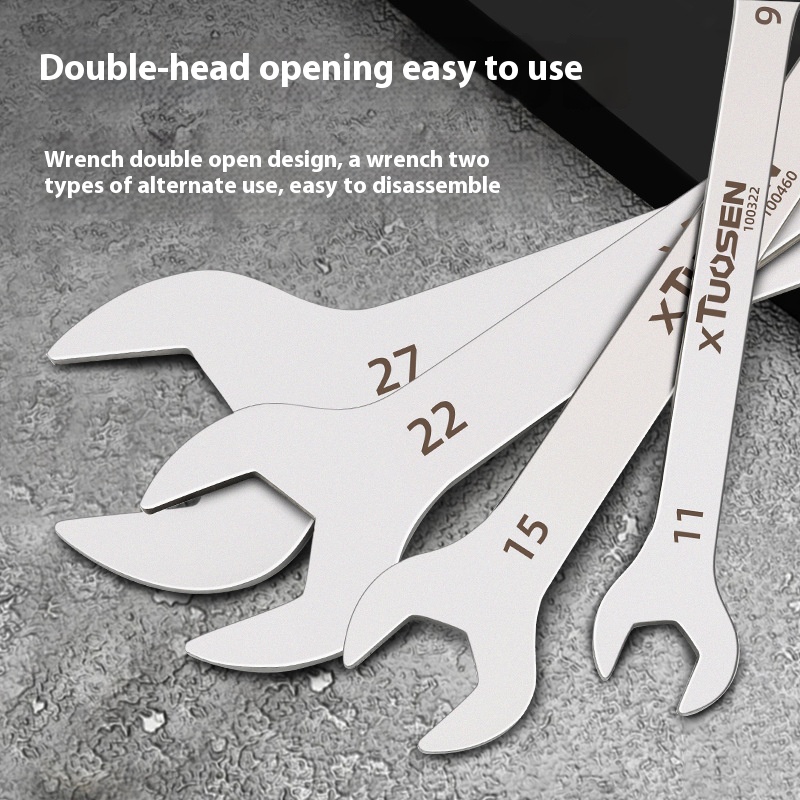 Double-head opening easy to use
Wrench double open design, a wrench two
types of alternate use, easy to disassemble
9
xTUOSEN
100322
100460
27
22
15
11